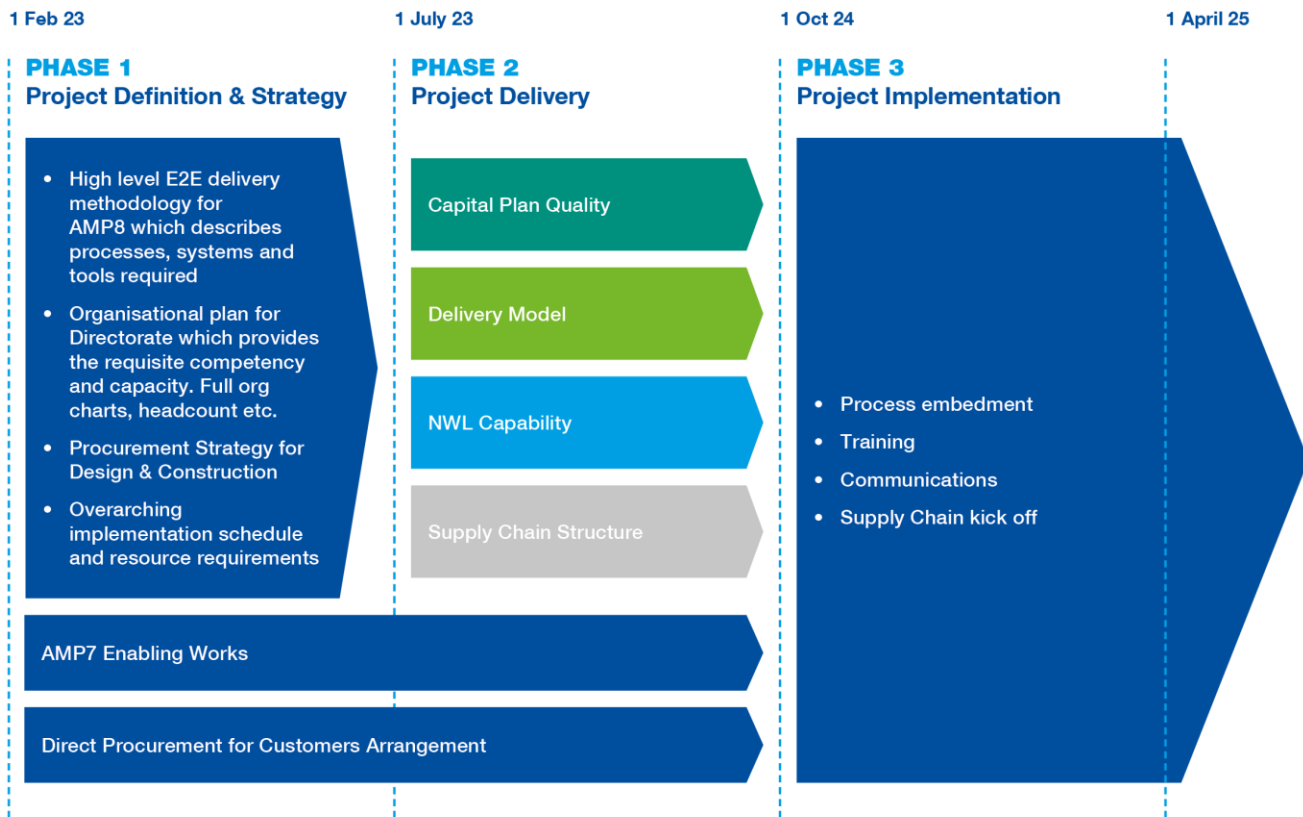 1 Feb 23
1 July 23
1 Oct 24
1 April 25
PHASE 1
Project Definition & Strategy
PHASE 2
Project Delivery
PHASE 3
Project Implementation
• High level E2E delivery
methodology for
AMP8 which describes
processes, systems and
tools required
• Organisational plan for
Directorate which provides
the requisite competency
and capacity. Full org
charts, headcount etc.
• Procurement Strategy for
Design & Construction
• Overarching
implementation schedule
and resource requirements
Capital Plan Quality
Delivery Model
NWL Capability
Supply Chain Structure
• Process embedment
• Training
• Communications
• Supply Chain kick off
AMP7 Enabling Works
Direct Procurement for Customers Arrangement